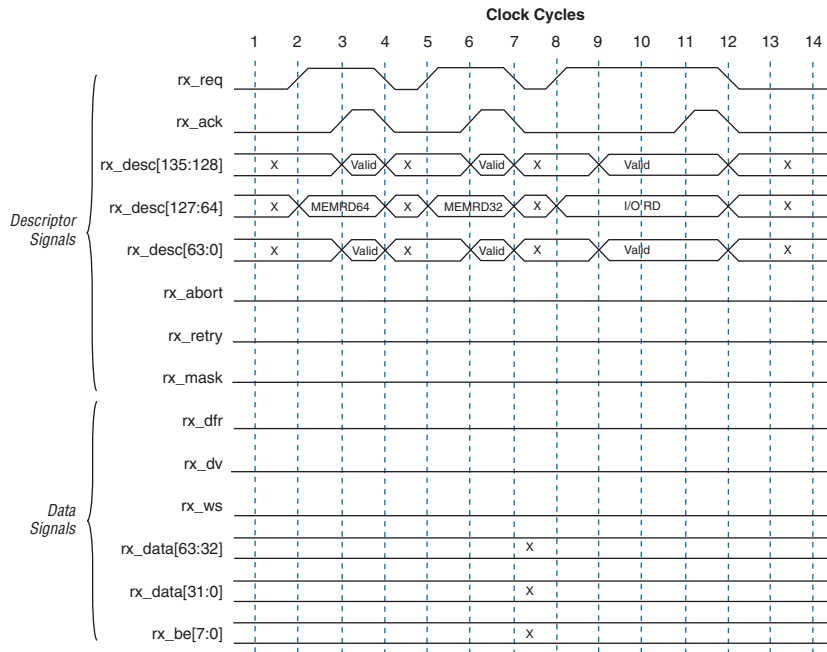 Clock Cycles
1 2 3 4 5 6 7 8 9 10 11 12 13 14
rx_req
rx_ack
rx_desc[135:128] X Valid X Valid X Valid X
rx_desc[127:64] X MEMRD64 X MEMRD32 X I/O RD X
Descriptor
Signals
rx_desc[63:0] X Valid X Valid X Valid X
rx_abort
rx_retry
rx_mask
rx_dfr
rx_dv
Data
Signals
rx_ws
rx_data[63:32] X
rx_data[31:0] X
rx_be[7:0] X